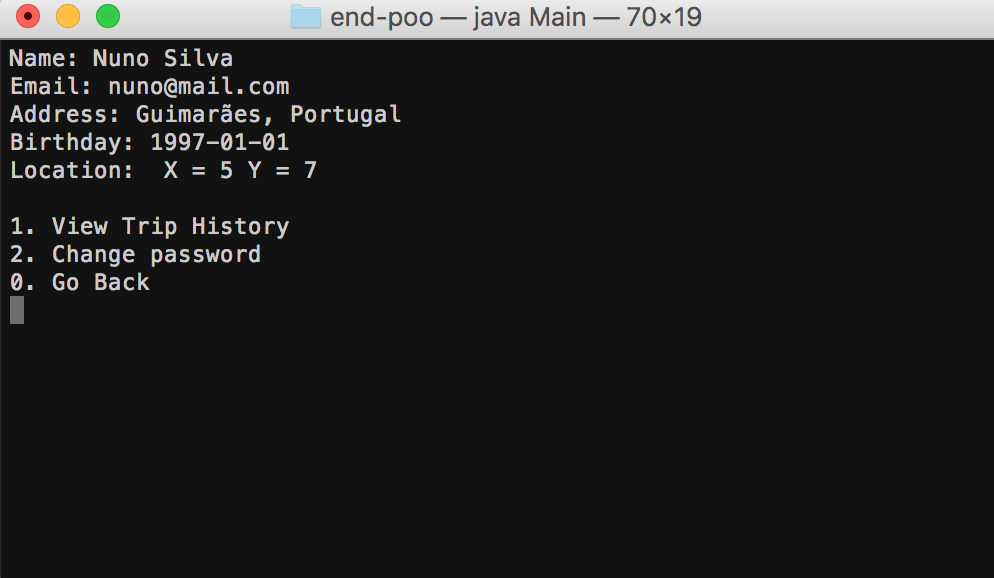 end-poo — java Main — 70×19
Name: Nuno Silva
Email: nuno@mail.com
Address: Guimarães, Portugal
Birthday: 1997-01-01
Location:  X = 5 Y = 7
1. View Trip History
2. Change password
0. Go Back